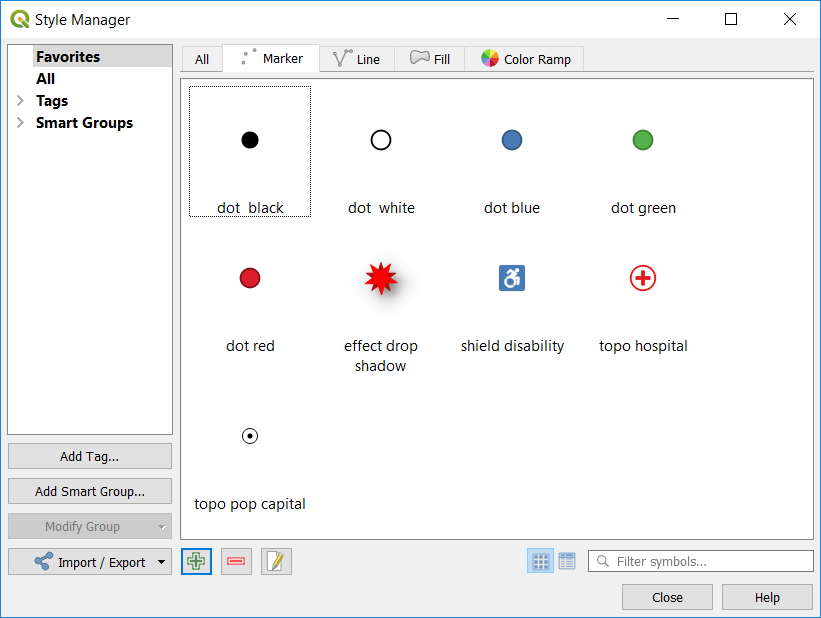 Style Manager
Favorites
All
Tags
Smart Groups
All
Marker
Line
Fill
Color Ramp
dot  black
dot  white
dot blue
dot green
dot red
effect drop
shadow
shield disability
topo hospital
topo pop capital
Add Tag...
Add Smart Group...
Modify Group
Import / Export
Filter symbols...
Close
Help